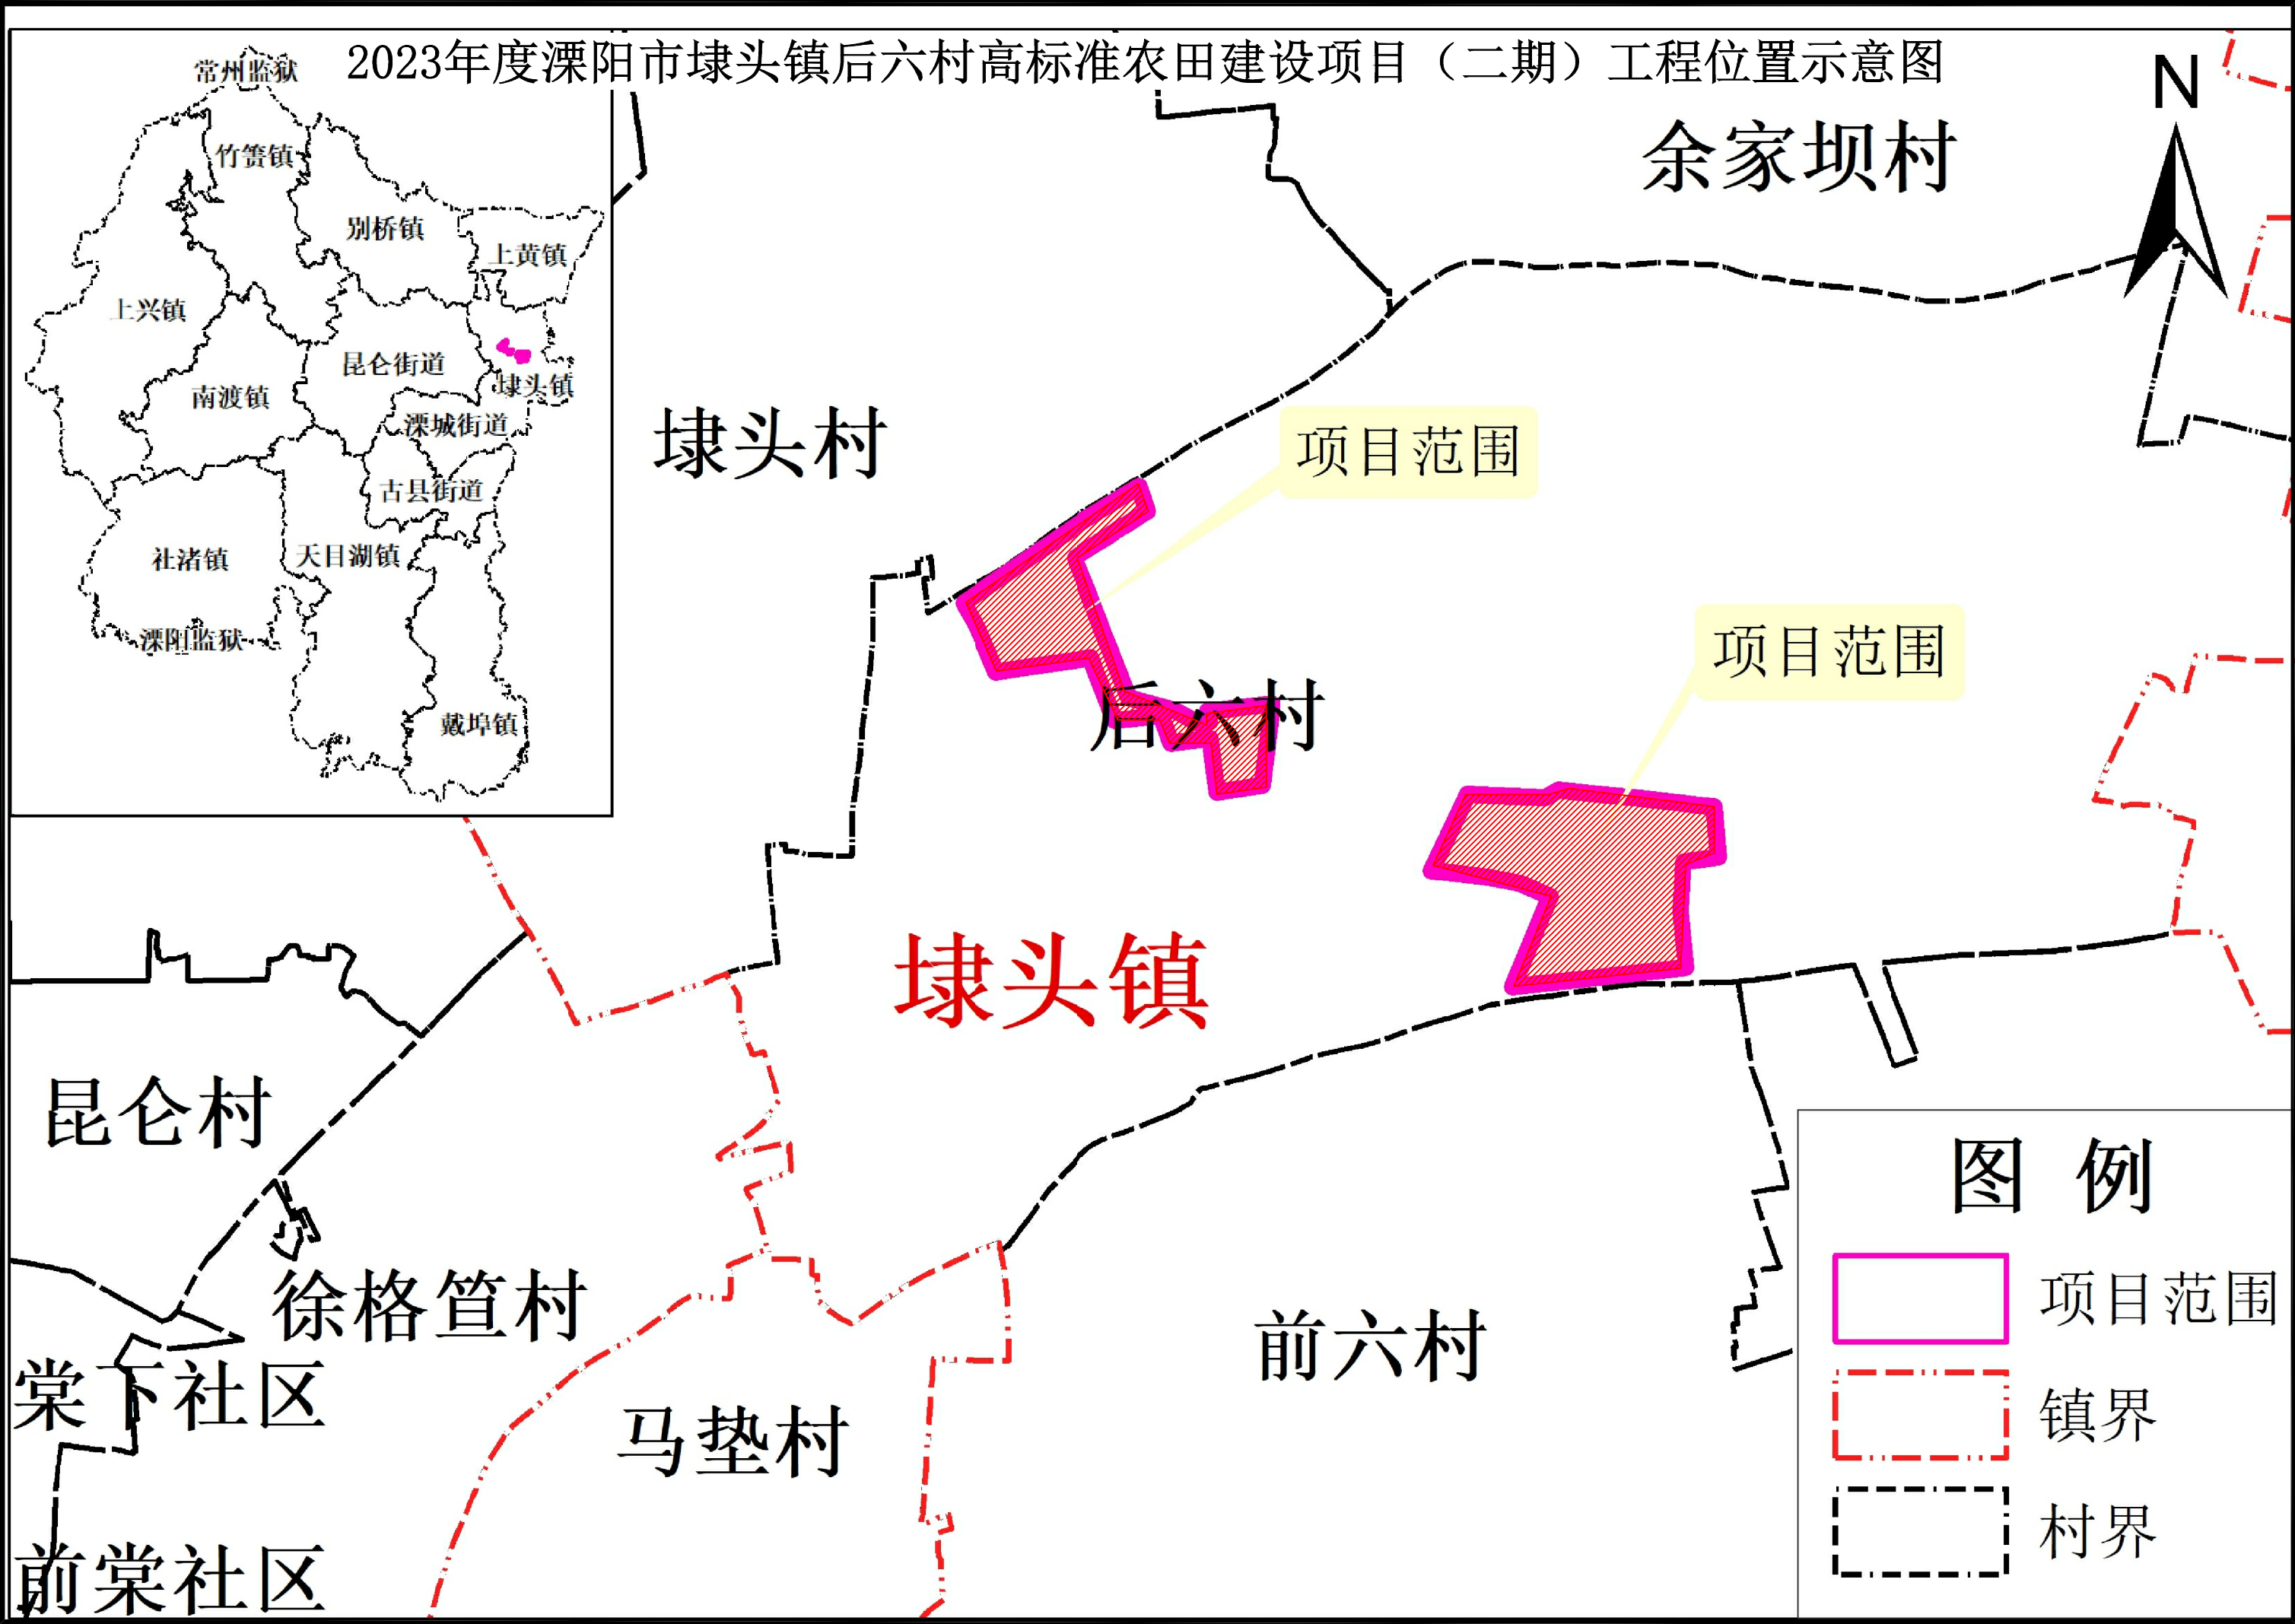 2023年度溧阳市埭头镇后六村高标准农田建设项目（二期）工程位置示意图
N
常州监狱
竹箦镇
别桥镇
上黄镇
上兴镇
昆仑街道
埭头镇
南渡镇
溧城街道
古县街道
社渚镇
天目湖镇
溧阳监狱
戴埠镇
余家坝村
埭头村
项目范围
项目范围
后六村
埭头镇
昆仑村
徐格笪村
棠下社区
马垫村
前六村
前棠社区
图 例
项目范围
镇界
村界